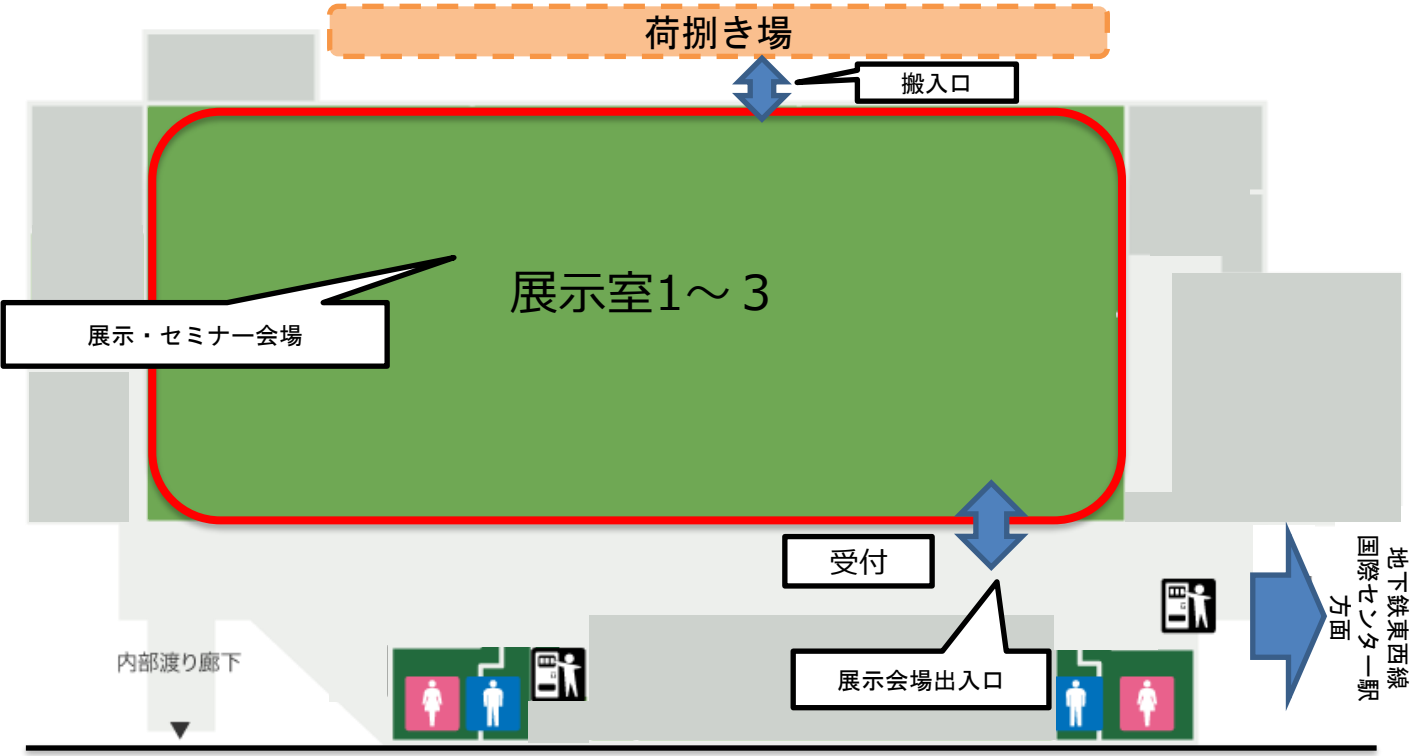 荷捌き場
搬入口
展示室1～３
展示・セミナー会場
受付
展示会場出入口
内部渡り廊下
地下鉄東西線
国際センター駅
方面